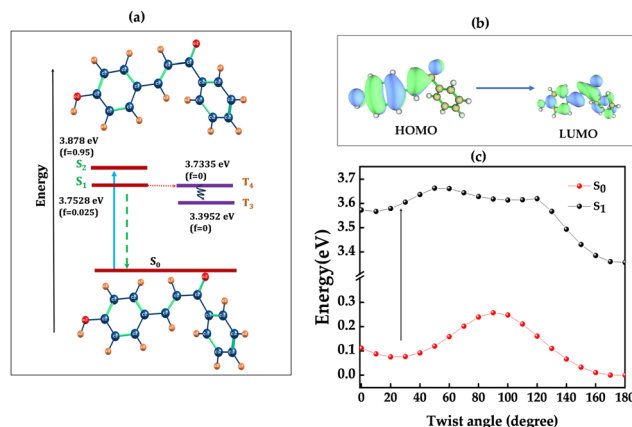 (a)
Energy
3.878 eV
(f=0.95)
S2
S1
3.7528 eV
(f=0.025)
3.7335 eV
(f=0)
T4
3.3952 eV
(f=0)
T3
S0
(b)
HOMO
LUMO
(c)
Energy(eV)
3.7
3.6
3.5
3.4
0.3
0.2
0.1
0.0
S0
S1
0 20 40 60 80 100 120 140 160 180
Twist angle (degree)